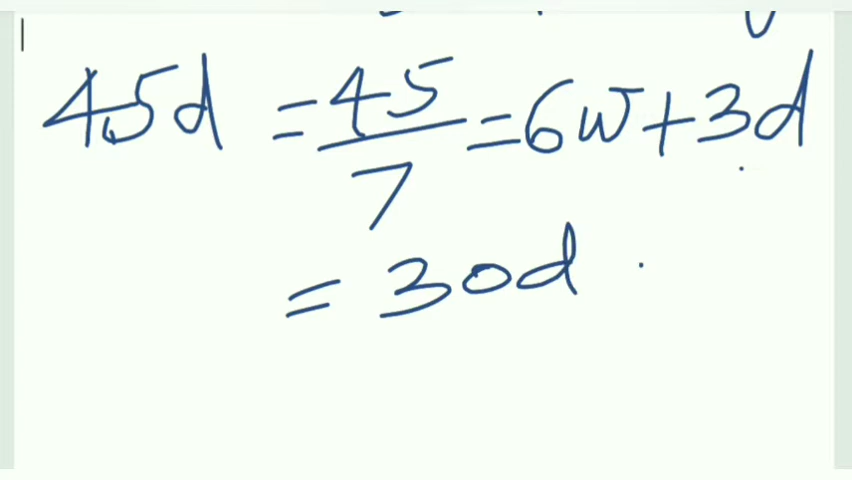 45d = 45/7 = 6w+3d
= 30d